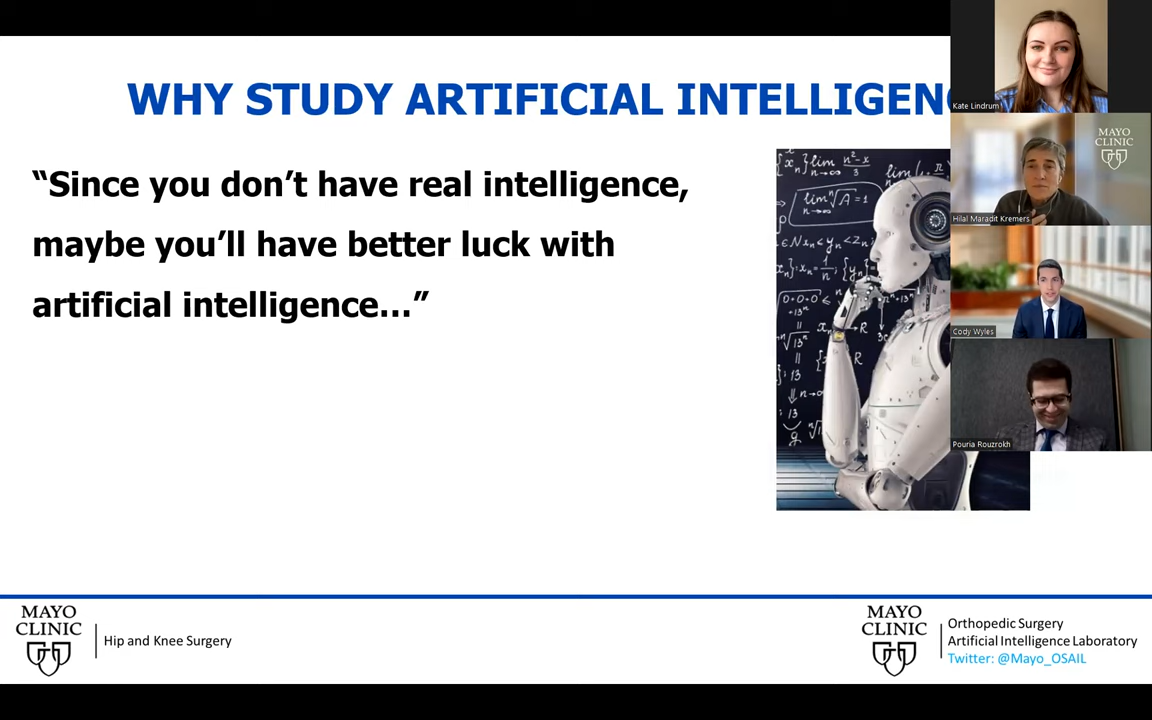 WHY STUDY ARTIFICIAL INTELLIGEN
“Since you don’t have real intelligence,
maybe you’ll have better luck with
artificial intelligence…”
Kate Lindrum
MAYO
CLINIC
Hilal Maradit Kremers
Cody Wyles
Pouria Rouzrokh
MAYO
CLINIC
Hip and Knee Surgery
MAYO
CLINIC
Orthopedic Surgery
Artificial Intelligence Laboratory
Twitter: @Mayo_OSAIL